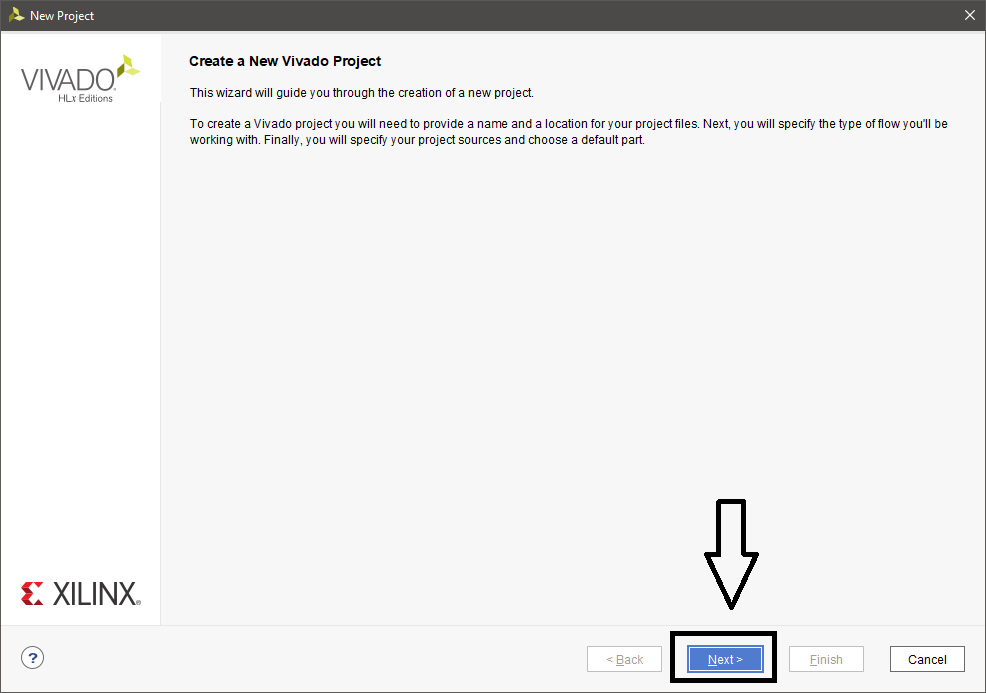 New Project
VIVADO
HLx Editions
Create a New Vivado Project
This wizard will guide you through the creation of a new project.
To create a Vivado project you will need to provide a name and a location for your project files. Next, you will specify the type of flow you'll be
working with. Finally, you will specify your project sources and choose a default part.
XILINX
?
< Back
Next >
Finish
Cancel